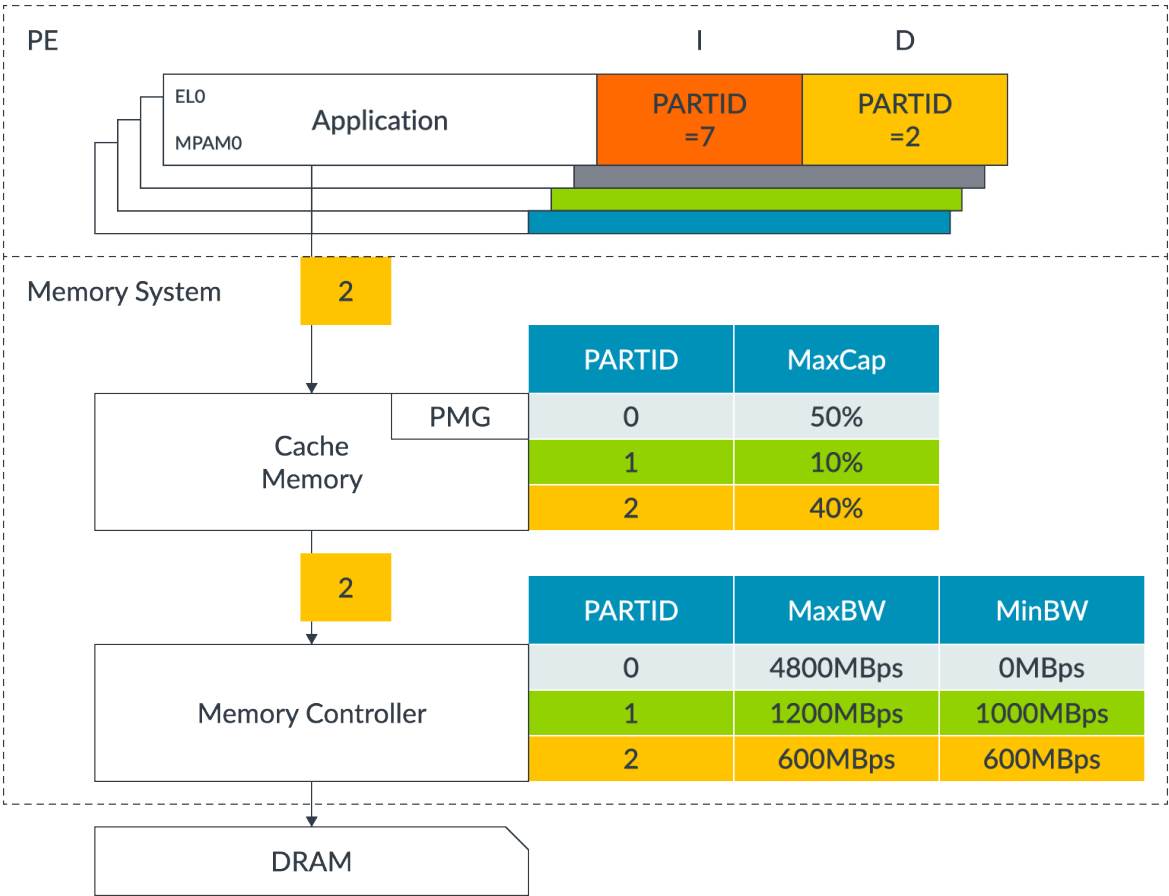 PE
I D
EL0
MPAM0
Application
PARTID
=7
PARTID
=2
Memory System
2
PARTID MaxCap
0 50%
1 10%
2 40%
PMG
Cache
Memory
2
PARTID MaxBW MinBW
0 4800MBps 0MBps
1 1200MBps 1000MBps
2 600MBps 600MBps
Memory Controller
DRAM